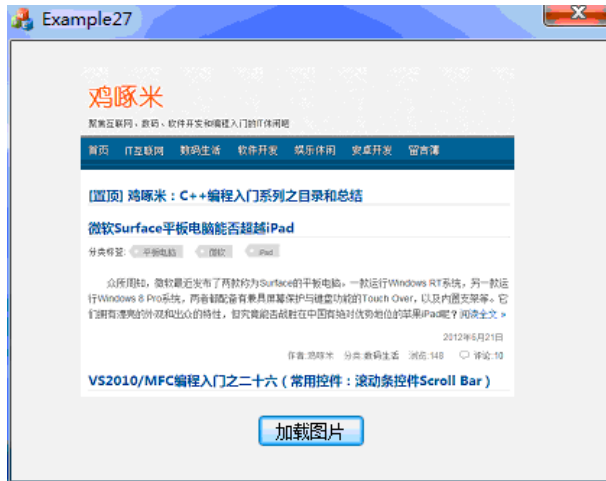 Example27
鸡啄米
聚焦互联网、数码、软件开发和编程入门的IT休闲吧
首页 IT互联网 数码生活 软件开发 娱乐休闲 安卓开发 留言簿
[置顶] 鸡啄米：C++编程入门系列之目录和总结
微软Surface平板电脑能否超越iPad
分类标签: 平板电脑 微软 iPad
众所周知，微软最近发布了两款称为Surface的平板电脑。一款运行Windows RT系统，另一款运
行Windows 8 Pro系统，两者都配备有兼具屏幕保护与键盘功能的Touch Over，以及内置支架等。它
们拥有漂亮的外观和出众的特性，但究竟能否战胜在中国有绝对优势地位的苹果iPad呢？阅读全文 »
2012年6月21日
作者:鸡啄米 分类:数码生活 浏览:148 评论:10
VS2010/MFC编程入门之二十六（常用控件：滚动条控件Scroll Bar）
加载图片